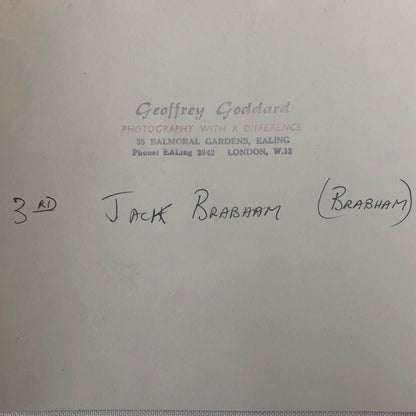 Geoffrey Goddard
PHOTOGRAPHY WITH A DIFFERENCE
35 BALMORAL GARDENS, EALING
Phone: EALing 3942 LONDON, W.13
3RD JACK BRABHAM (BRABHAM)